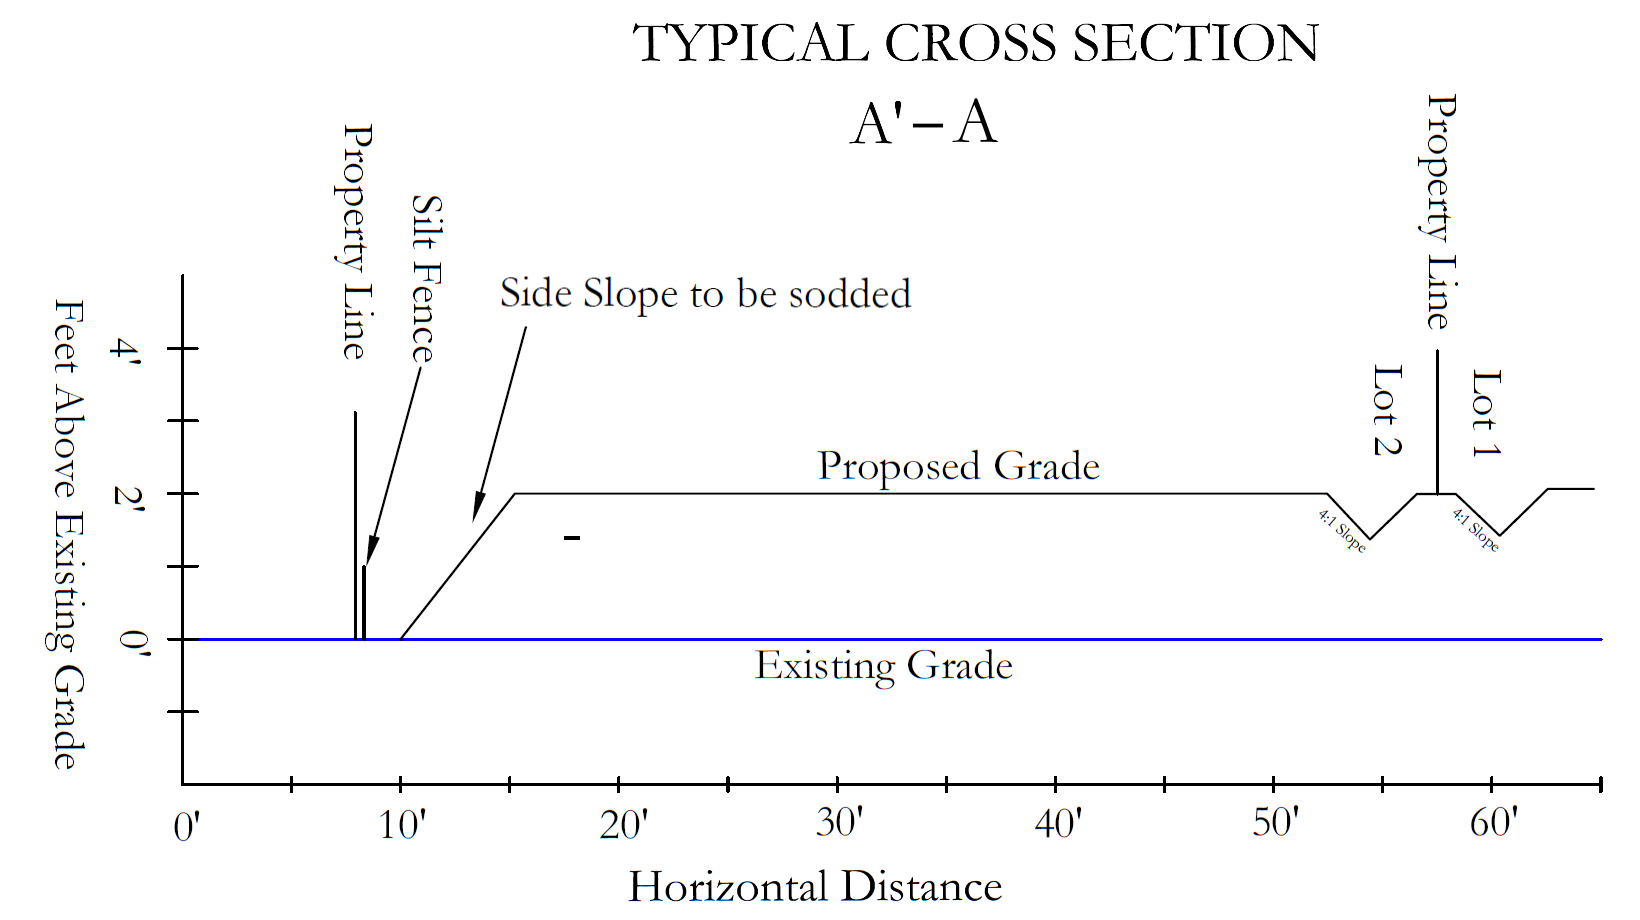 TYPICAL CROSS SECTION
A' – A
Property Line
Silt Fence
Side Slope to be sodded
Property Line
Lot 2
Lot 1
Proposed Grade
4:1 Slope
4:1 Slope
Existing Grade
Feet Above Existing Grade
4'
2'
0'
0'
10'
20'
30'
40'
50'
60'
Horizontal Distance